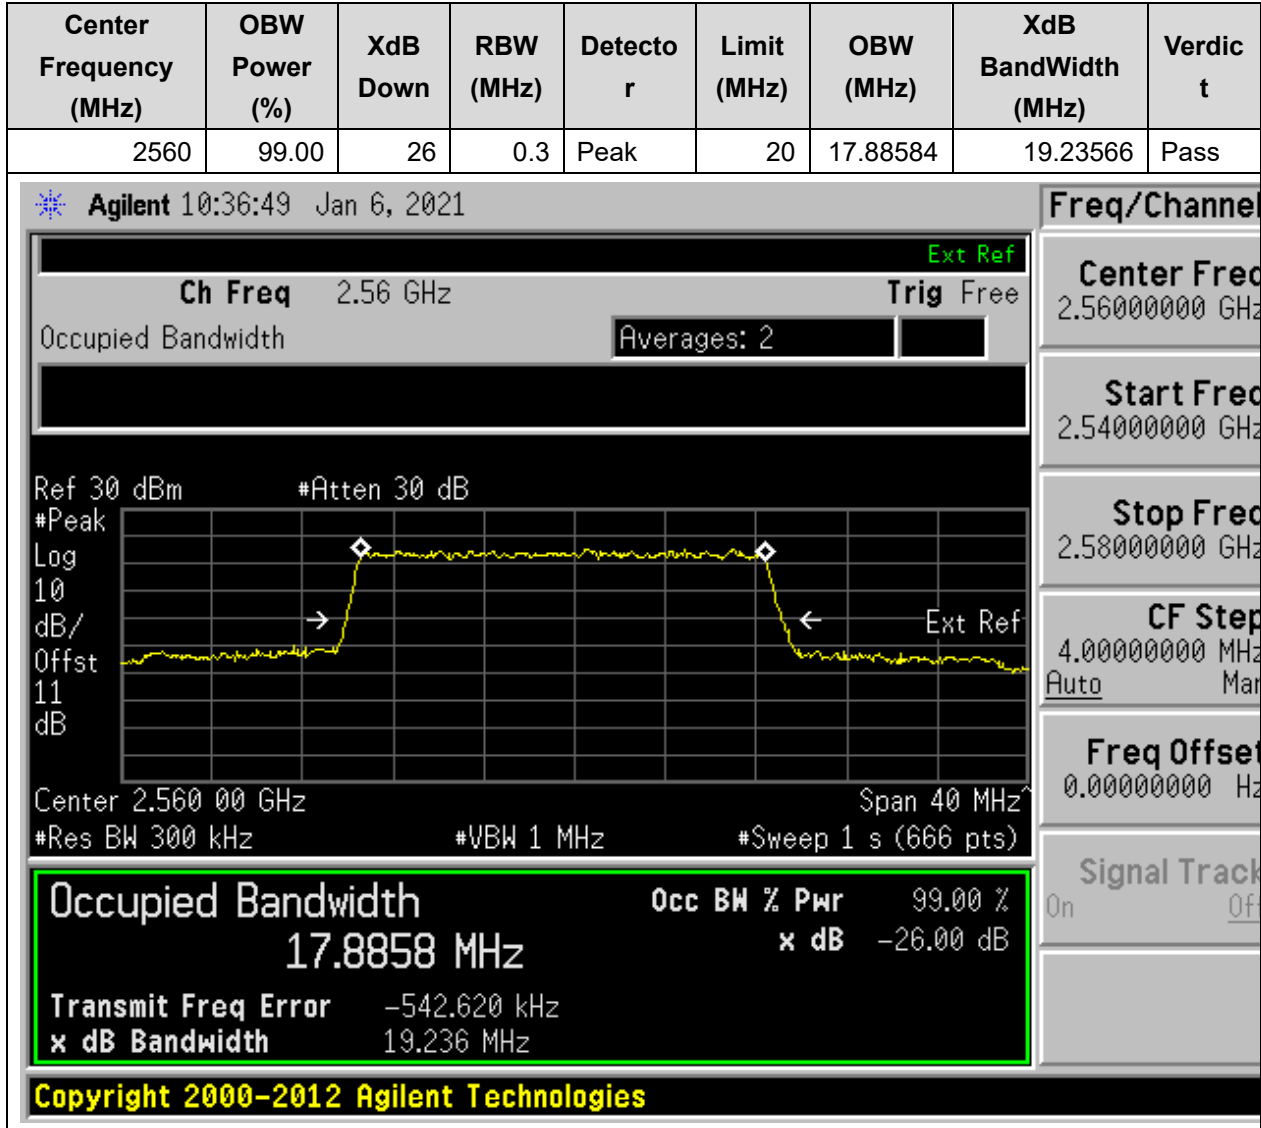 Center Frequency (MHz) OBW Power (%) XdB Down RBW (MHz) Detecto r Limit (MHz) OBW (MHz) XdB BandWidth (MHz) Verdic t
2560 99.00 26 0.3 Peak 20 17.88584 19.23566 Pass
Agilent 10:36:49 Jan 6, 2021
Freq/Channel
Ext Ref
Ch Freq 2.56 GHz Trig Free
Occupied Bandwidth Averages: 2
Center Freq
2.56000000 GHz
Start Freq
2.54000000 GHz
Stop Freq
2.58000000 GHz
CF Step
4.00000000 MHz
Auto Man
Freq Offset
0.00000000 Hz
Signal Track
On Off
Ref 30 dBm #Atten 30 dB
#Peak
Log
10
dB/
Offst
11
dB
Ext Ref
Center 2.560 00 GHz Span 40 MHz^
#Res BW 300 kHz #VBW 1 MHz #Sweep 1 s (666 pts)
Occupied Bandwidth
17.8858 MHz
Occ BW % Pwr 99.00 %
x dB -26.00 dB
Transmit Freq Error -542.620 kHz
x dB Bandwidth 19.236 MHz
Copyright 2000-2012 Agilent Technologies